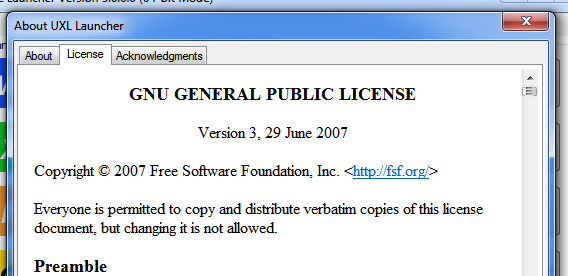 About UXL Launcher
About License Acknowledgments
GNU GENERAL PUBLIC LICENSE
Version 3, 29 June 2007
Copyright © 2007 Free Software Foundation, Inc. <http://fsf.org/>
Everyone is permitted to copy and distribute verbatim copies of this license
document, but changing it is not allowed.
Preamble